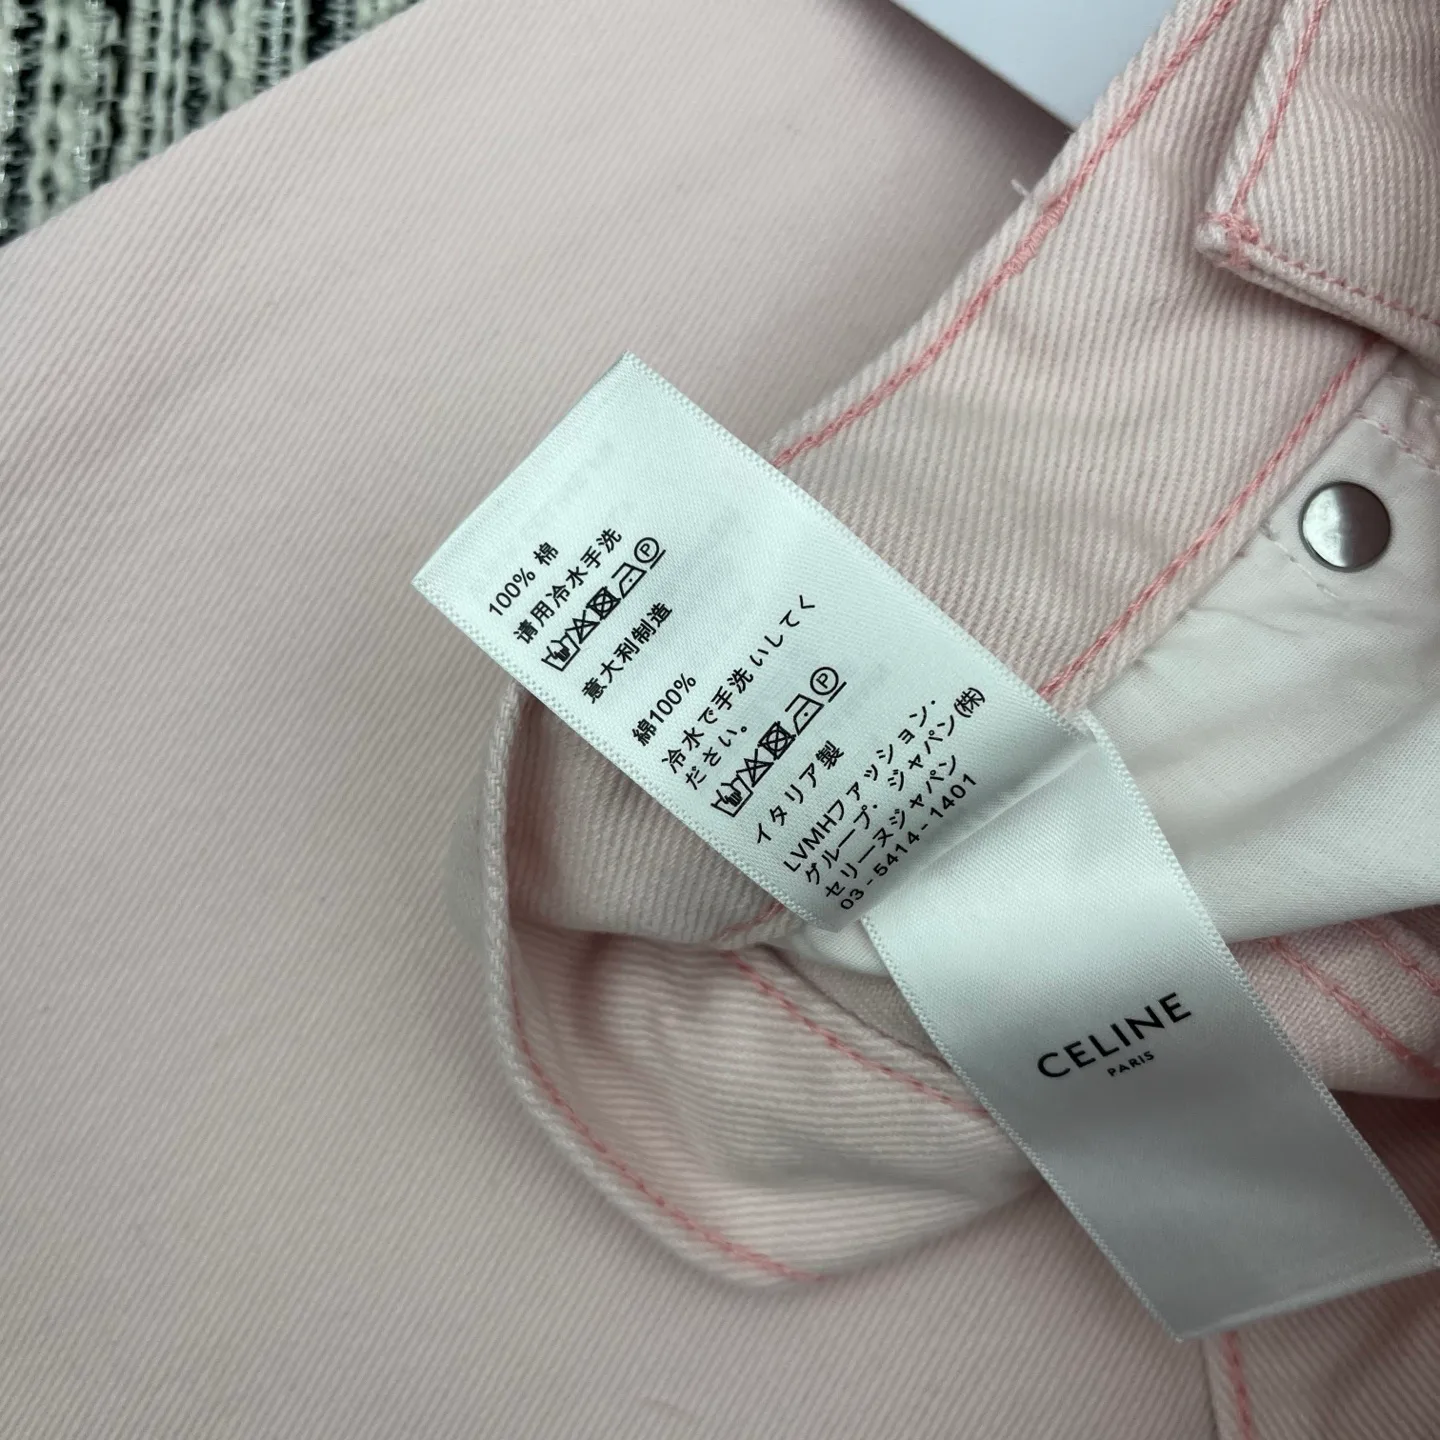 100% 棉
请用冷水手洗
P
意大利制造
綿100%
冷水で手洗いしてく
ださい。
P
イタリア製
LVMHファッション・
グループ・ジャパン(株)
セリーヌジャパン
03-5414-1401
CELINE
PARIS